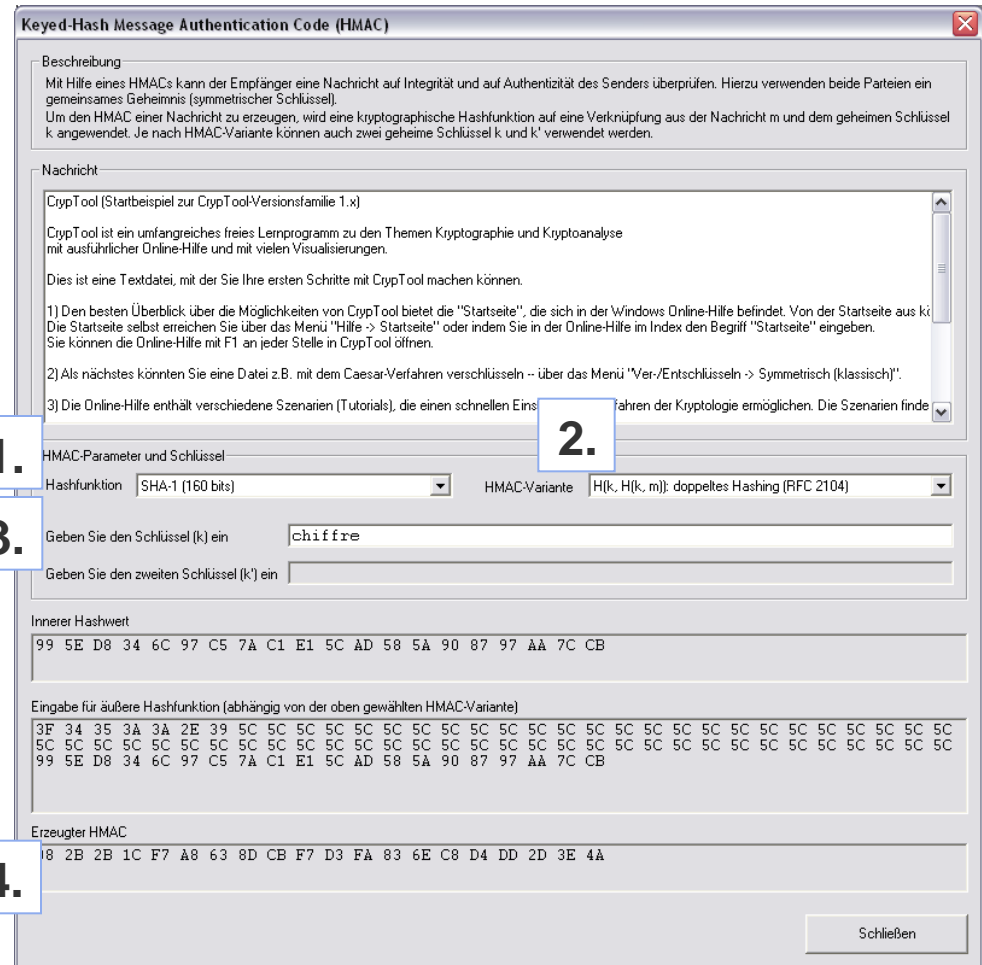 Keyed-Hash Message Authentication Code (HMAC)
Beschreibung
Mit Hilfe eines HMACs kann der Empfänger eine Nachricht auf Integrität und auf Authentizität des Senders überprüfen. Hierzu verwenden beide Parteien ein
gemeinsames Geheimnis (symmetrischer Schlüssel).
Um den HMAC einer Nachricht zu erzeugen, wird eine kryptographische Hashfunktion auf eine Verknüpfung aus der Nachricht m und dem geheimen Schlüssel
k angewendet. Je nach HMAC-Variante können auch zwei geheime Schlüssel k und k' verwendet werden.
Nachricht
CrypTool (Startbeispiel zur CrypTool-Versionsfamilie 1.x)
CrypTool ist ein umfangreiches freies Lernprogramm zu den Themen Kryptographie und Kryptoanalyse
mit ausführlicher Online-Hilfe und mit vielen Visualisierungen.
Dies ist eine Textdatei, mit der Sie Ihre ersten Schritte mit CrypTool machen können.
1) Den besten Überblick über die Möglichkeiten von CrypTool bietet die "Startseite", die sich in der Windows Online-Hilfe befindet. Von der Startseite aus
Die Startseite selbst erreichen Sie über das Menü "Hilfe -> Startseite" oder indem Sie in der Online-Hilfe im Index den Begriff "Startseite" eingeben.
Sie können die Online-Hilfe mit F1 an jeder Stelle in CrypTool öffnen.
2) Als nächstes könnten Sie eine Datei z.B. mit dem Caesar-Verfahren verschlüsseln -- über das Menü "Ver-/Entschlüsseln -> Symmetrisch (klassisch)".
3) Die Online-Hilfe enthält verschiedene Szenarien (Tutorials), die einen schnellen der Kryptologie ermöglichen. Die Szenarien finde
1.
2.
HMAC-Parameter und Schlüssel
Hashfunktion SHA-1 (160 bits) HMAC-Variante H(k, H(k, m)): doppeltes Hashing (RFC 2104)
3.
Geben Sie den Schlüssel (k) ein chiffre
Geben Sie den zweiten Schlüssel (k') ein
Innerer Hashwert
99 5E D8 34 6C 97 C5 7A C1 E1 5C AD 58 5A 90 87 97 AA 7C CB
Eingabe für äußere Hashfunktion (abhängig von der oben gewählten HMAC-Variante)
3F 34 35 3A 3A 2E 39 5C 5C 5C 5C 5C 5C 5C 5C 5C 5C 5C 5C 5C 5C 5C 5C 5C 5C 5C 5C 5C 5C 5C 5C 5C
5C 5C 5C 5C 5C 5C 5C 5C 5C 5C 5C 5C 5C 5C 5C 5C 5C 5C 5C 5C 5C 5C 5C 5C 5C 5C 5C 5C 5C 5C 5C 5C
99 5E D8 34 6C 97 C5 7A C1 E1 5C AD 58 5A 90 87 97 AA 7C CB
Erzeugter HMAC
2B 2B 1C F7 A8 63 8D CB F7 D3 FA 83 6E C8 D4 DD 2D 3E 4A
4.
Schließen